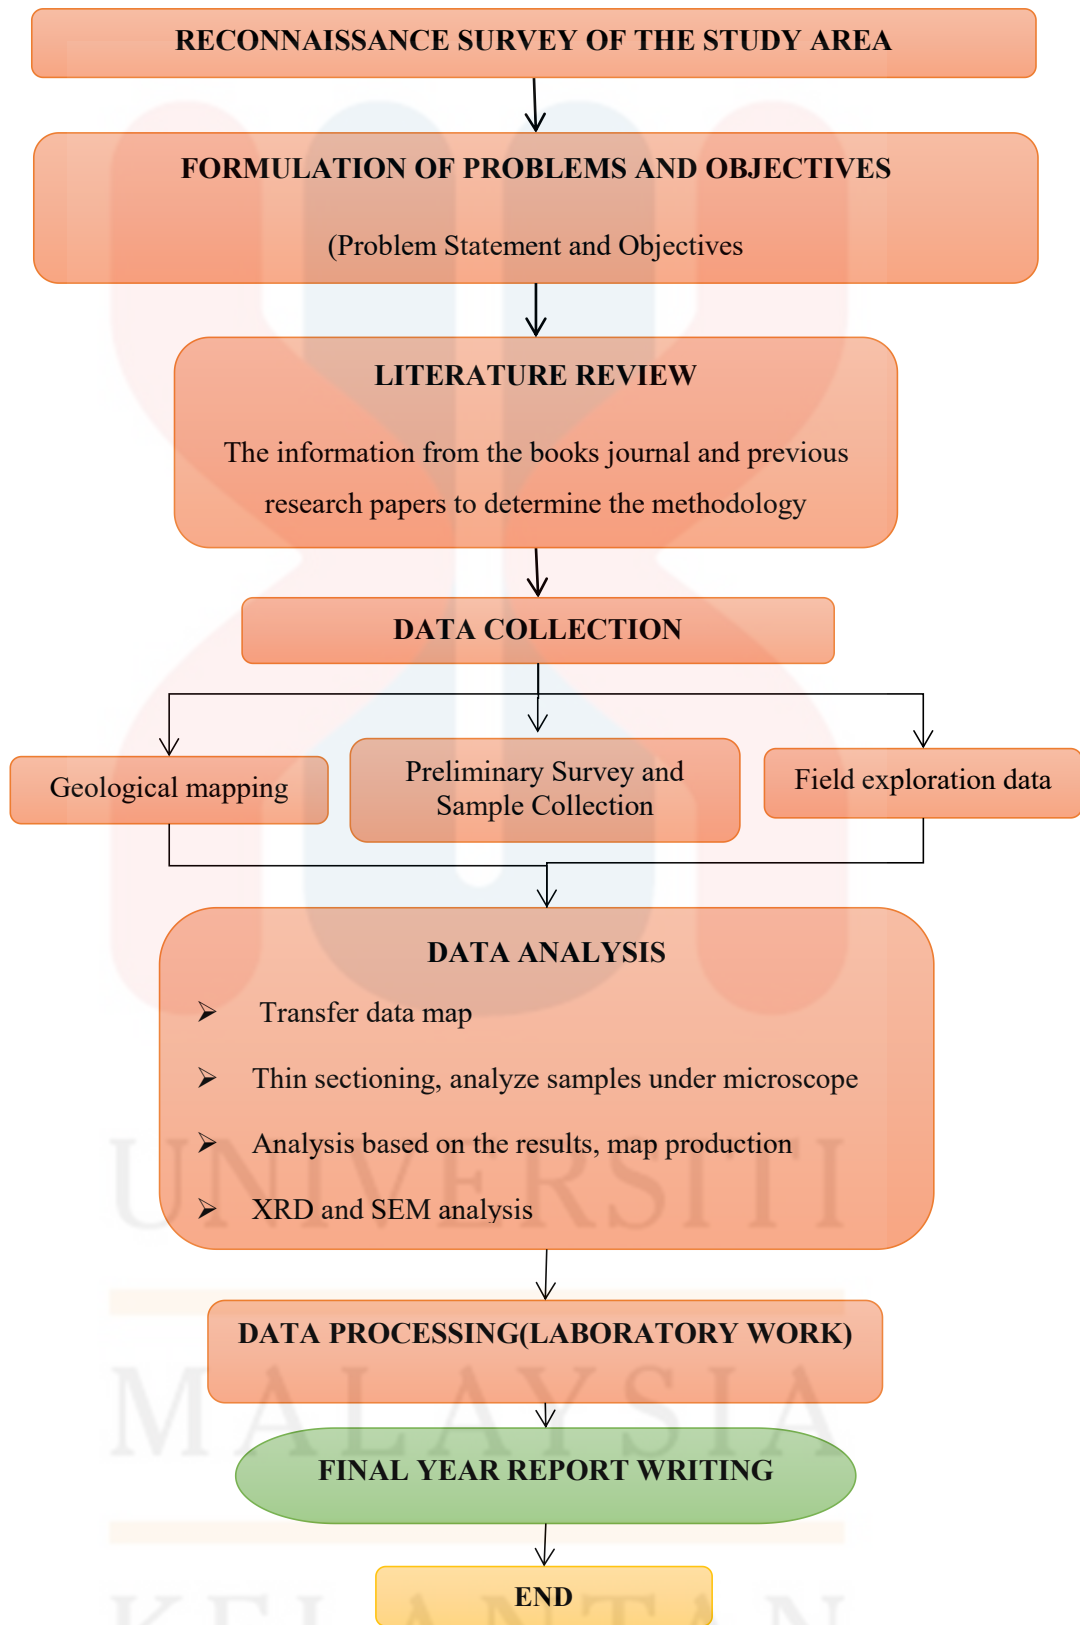 RECONNAISSANCE SURVEY OF THE STUDY AREA
FORMULATION OF PROBLEMS AND OBJECTIVES
(Problem Statement and Objectives
LITERATURE REVIEW
The information from the books journal and previous
research papers to determine the methodology
DATA COLLECTION
Geological mapping
Preliminary Survey and
Sample Collection
Field exploration data
DATA ANALYSIS
➢ Transfer data map
➢ Thin sectioning, analyze samples under microscope
➢ Analysis based on the results, map production
➢ XRD and SEM analysis
UNIVERSITI
DATA PROCESSING(LABORATORY WORK)
MALAYSIA
FINAL YEAR REPORT WRITING
END
KELANTAN